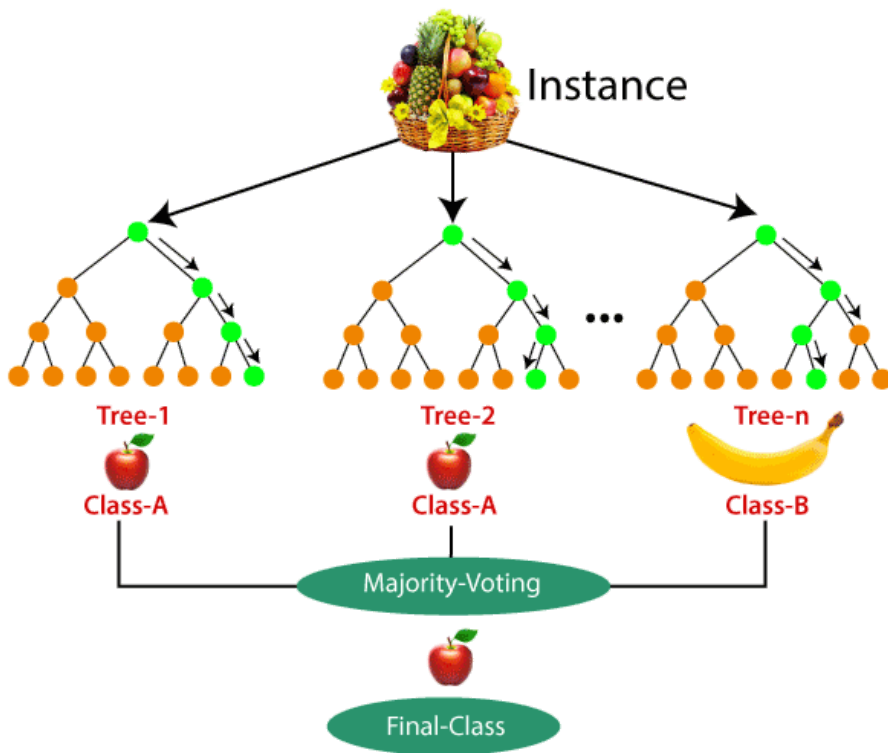 Instance
...
Tree-1
Tree-2
Tree-n
Class-A
Class-A
Class-B
Majority-Voting
Final-Class